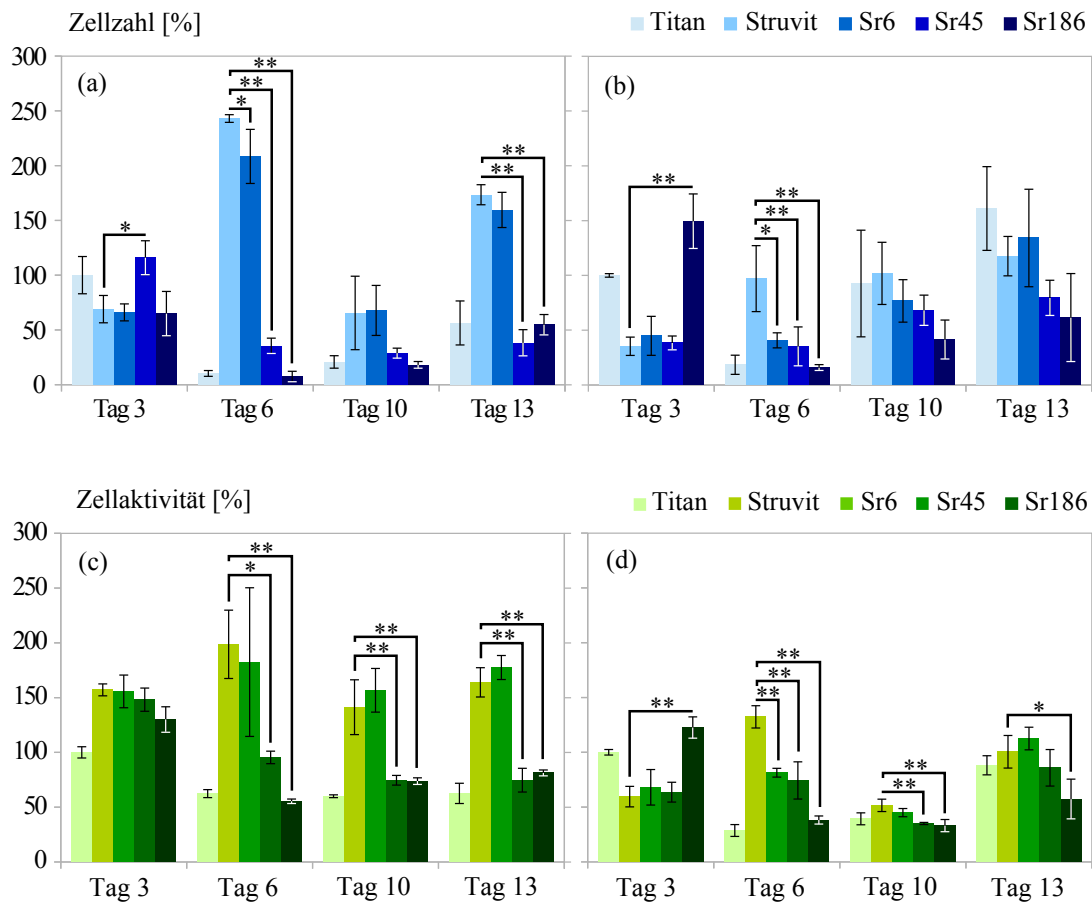 Zellzahl [%]
Titan Struvit Sr6 Sr45 Sr186
300
250
200
150
100
50
0
(a)
* ** ** * ** **
Tag 3 Tag 6 Tag 10 Tag 13
(b)
** ** ** *
Tag 3 Tag 6 Tag 10 Tag 13
Zellaktivität [%]
Titan Struvit Sr6 Sr45 Sr186
300
250
200
150
100
50
0
(c)
** * ** ** ** **
Tag 3 Tag 6 Tag 10 Tag 13
(d)
** ** ** ** ** ** *
Tag 3 Tag 6 Tag 10 Tag 13